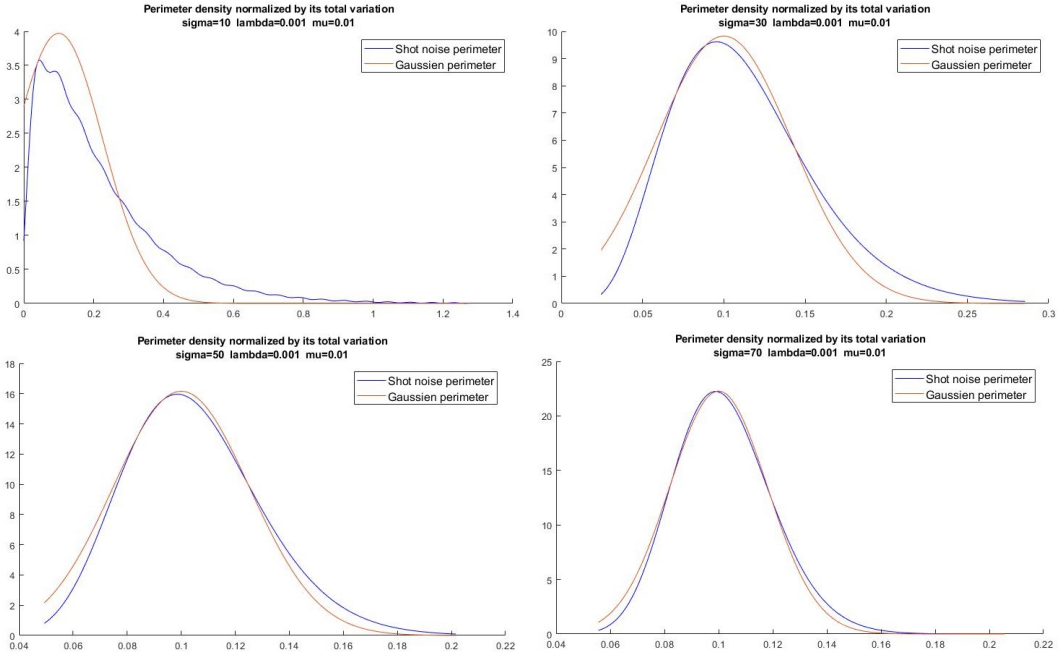 Perimeter density normalized by its total variation
sigma=10 lambda=0.001 mu=0.01
4
3.5
3
2.5
2
1.5
1
0.5
0
0 0.2 0.4 0.6 0.8 1 1.2 1.4
Shot noise perimeter
Gaussien perimeter
Perimeter density normalized by its total variation
sigma=30 lambda=0.001 mu=0.01
10
9
8
7
6
5
4
3
2
1
0
0.05 0.1 0.15 0.2 0.25 0.3
Shot noise perimeter
Gaussien perimeter
Perimeter density normalized by its total variation
sigma=50 lambda=0.001 mu=0.01
18
16
14
12
10
8
6
4
2
0
0.04 0.06 0.08 0.1 0.12 0.14 0.16 0.18 0.2 0.22
Shot noise perimeter
Gaussien perimeter
Perimeter density normalized by its total variation
sigma=70 lambda=0.001 mu=0.01
25
20
15
10
5
0
0.04 0.06 0.08 0.1 0.12 0.14 0.16 0.18 0.2 0.22
Shot noise perimeter
Gaussien perimeter